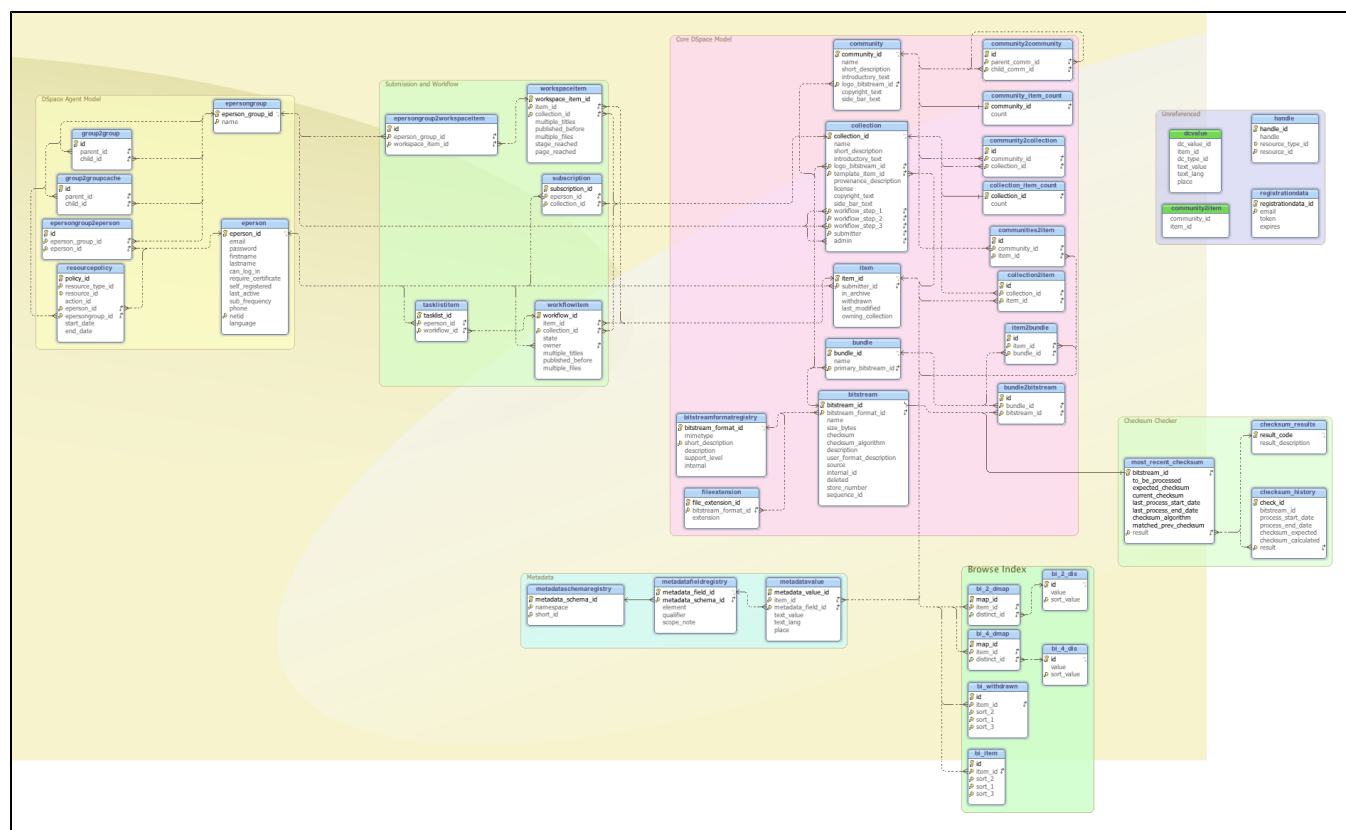 DSpace Agent Model
epersongroup
eperson_group_id
name
group2group
id
parent_id
child_id
group2groupcache
id
parent_id
child_id
epersongroup2eperson
id
eperson_group_id
eperson_id
resourcepolicy
policy_id
resource_type_id
resource_id
action_id
eperson_id
epersongroup_id
start_date
end_date
eperson
eperson_id
email
password
firstname
lastname
can_log_in
require_certificate
self_registered
last_active
sub_frequency
phone
netid
language
Submission and Workflow
epersongroup2workspaceitem
id
eperson_group_id
workspace_item_id
workspaceitem
workspace_item_id
item_id
collection_id
multiple_titles
published_before
multiple_files
stage_reached
page_reached
subscription
subscription_id
eperson_id
collection_id
tasklistitem
tasklist_id
eperson_id
workflow_id
workflowitem
workflow_id
item_id
collection_id
state
owner
multiple_titles
published_before
multiple_files
Core DSpace Model
community
community_id
name
short_description
introductory_text
logo_bitstream_id
copyright_text
side_bar_text
collection
collection_id
name
short_description
introductory_text
logo_bitstream_id
template_item_id
provenance_description
license
copyright_text
side_bar_text
workflow_step_1
workflow_step_2
workflow_step_3
submitter
admin
item
item_id
submitter_id
in_archive
withdrawn
last_modified
owning_collection
bundle
bundle_id
name
primary_bitstream_id
bitstream
bitstream_id
bitstream_format_id
name
size_bytes
checksum
checksum_algorithm
description
user_format_description
source
internal_id
deleted
store_number
sequence_id
bitstreamformatregistry
bitstream_format_id
mimetype
short_description
description
support_level
internal
fileextension
file_extension_id
bitstream_format_id
extension
community2community
id
parent_comm_id
child_comm_id
community_item_count
community_id
count
community2collection
id
community_id
collection_id
collection_item_count
collection_id
count
communities2item
id
community_id
item_id
collection2item
id
collection_id
item_id
item2bundle
id
item_id
bundle_id
bundle2bitstream
id
bundle_id
bitstream_id
Unreferenced
dcvalue
dc_value_id
item_id
dc_type_id
text_value
text_lang
place
handle
handle_id
handle
resource_type_id
resource_id
community2item
community_id
item_id
registrationdata
registrationdata_id
email
token
expires
Checksum Checker
checksum_results
result_code
result_description
most_recent_checksum
bitstream_id
to_be_processed
expected_checksum
current_checksum
last_process_start_date
last_process_end_date
checksum_algorithm
matched_prev_checksum
result
checksum_history
check_id
bitstream_id
process_start_date
process_end_date
checksum_expected
checksum_calculated
result
Metadata
metadataschemaregistry
metadata_schema_id
namespace
short_id
metadatafieldregistry
metadata_field_id
metadata_schema_id
element
qualifier
scope_note
metadatavalue
metadata_value_id
item_id
metadata_field_id
text_value
text_lang
place
Browse Index
bi_2_dmap
map_id
item_id
distinct_id
bi_2_dis
id
value
sort_value
bi_4_dmap
map_id
item_id
distinct_id
bi_4_dis
id
value
sort_value
bi_withdrawn
id
item_id
sort_2
sort_1
sort_3
bi_item
id
item_id
sort_2
sort_1
sort_3